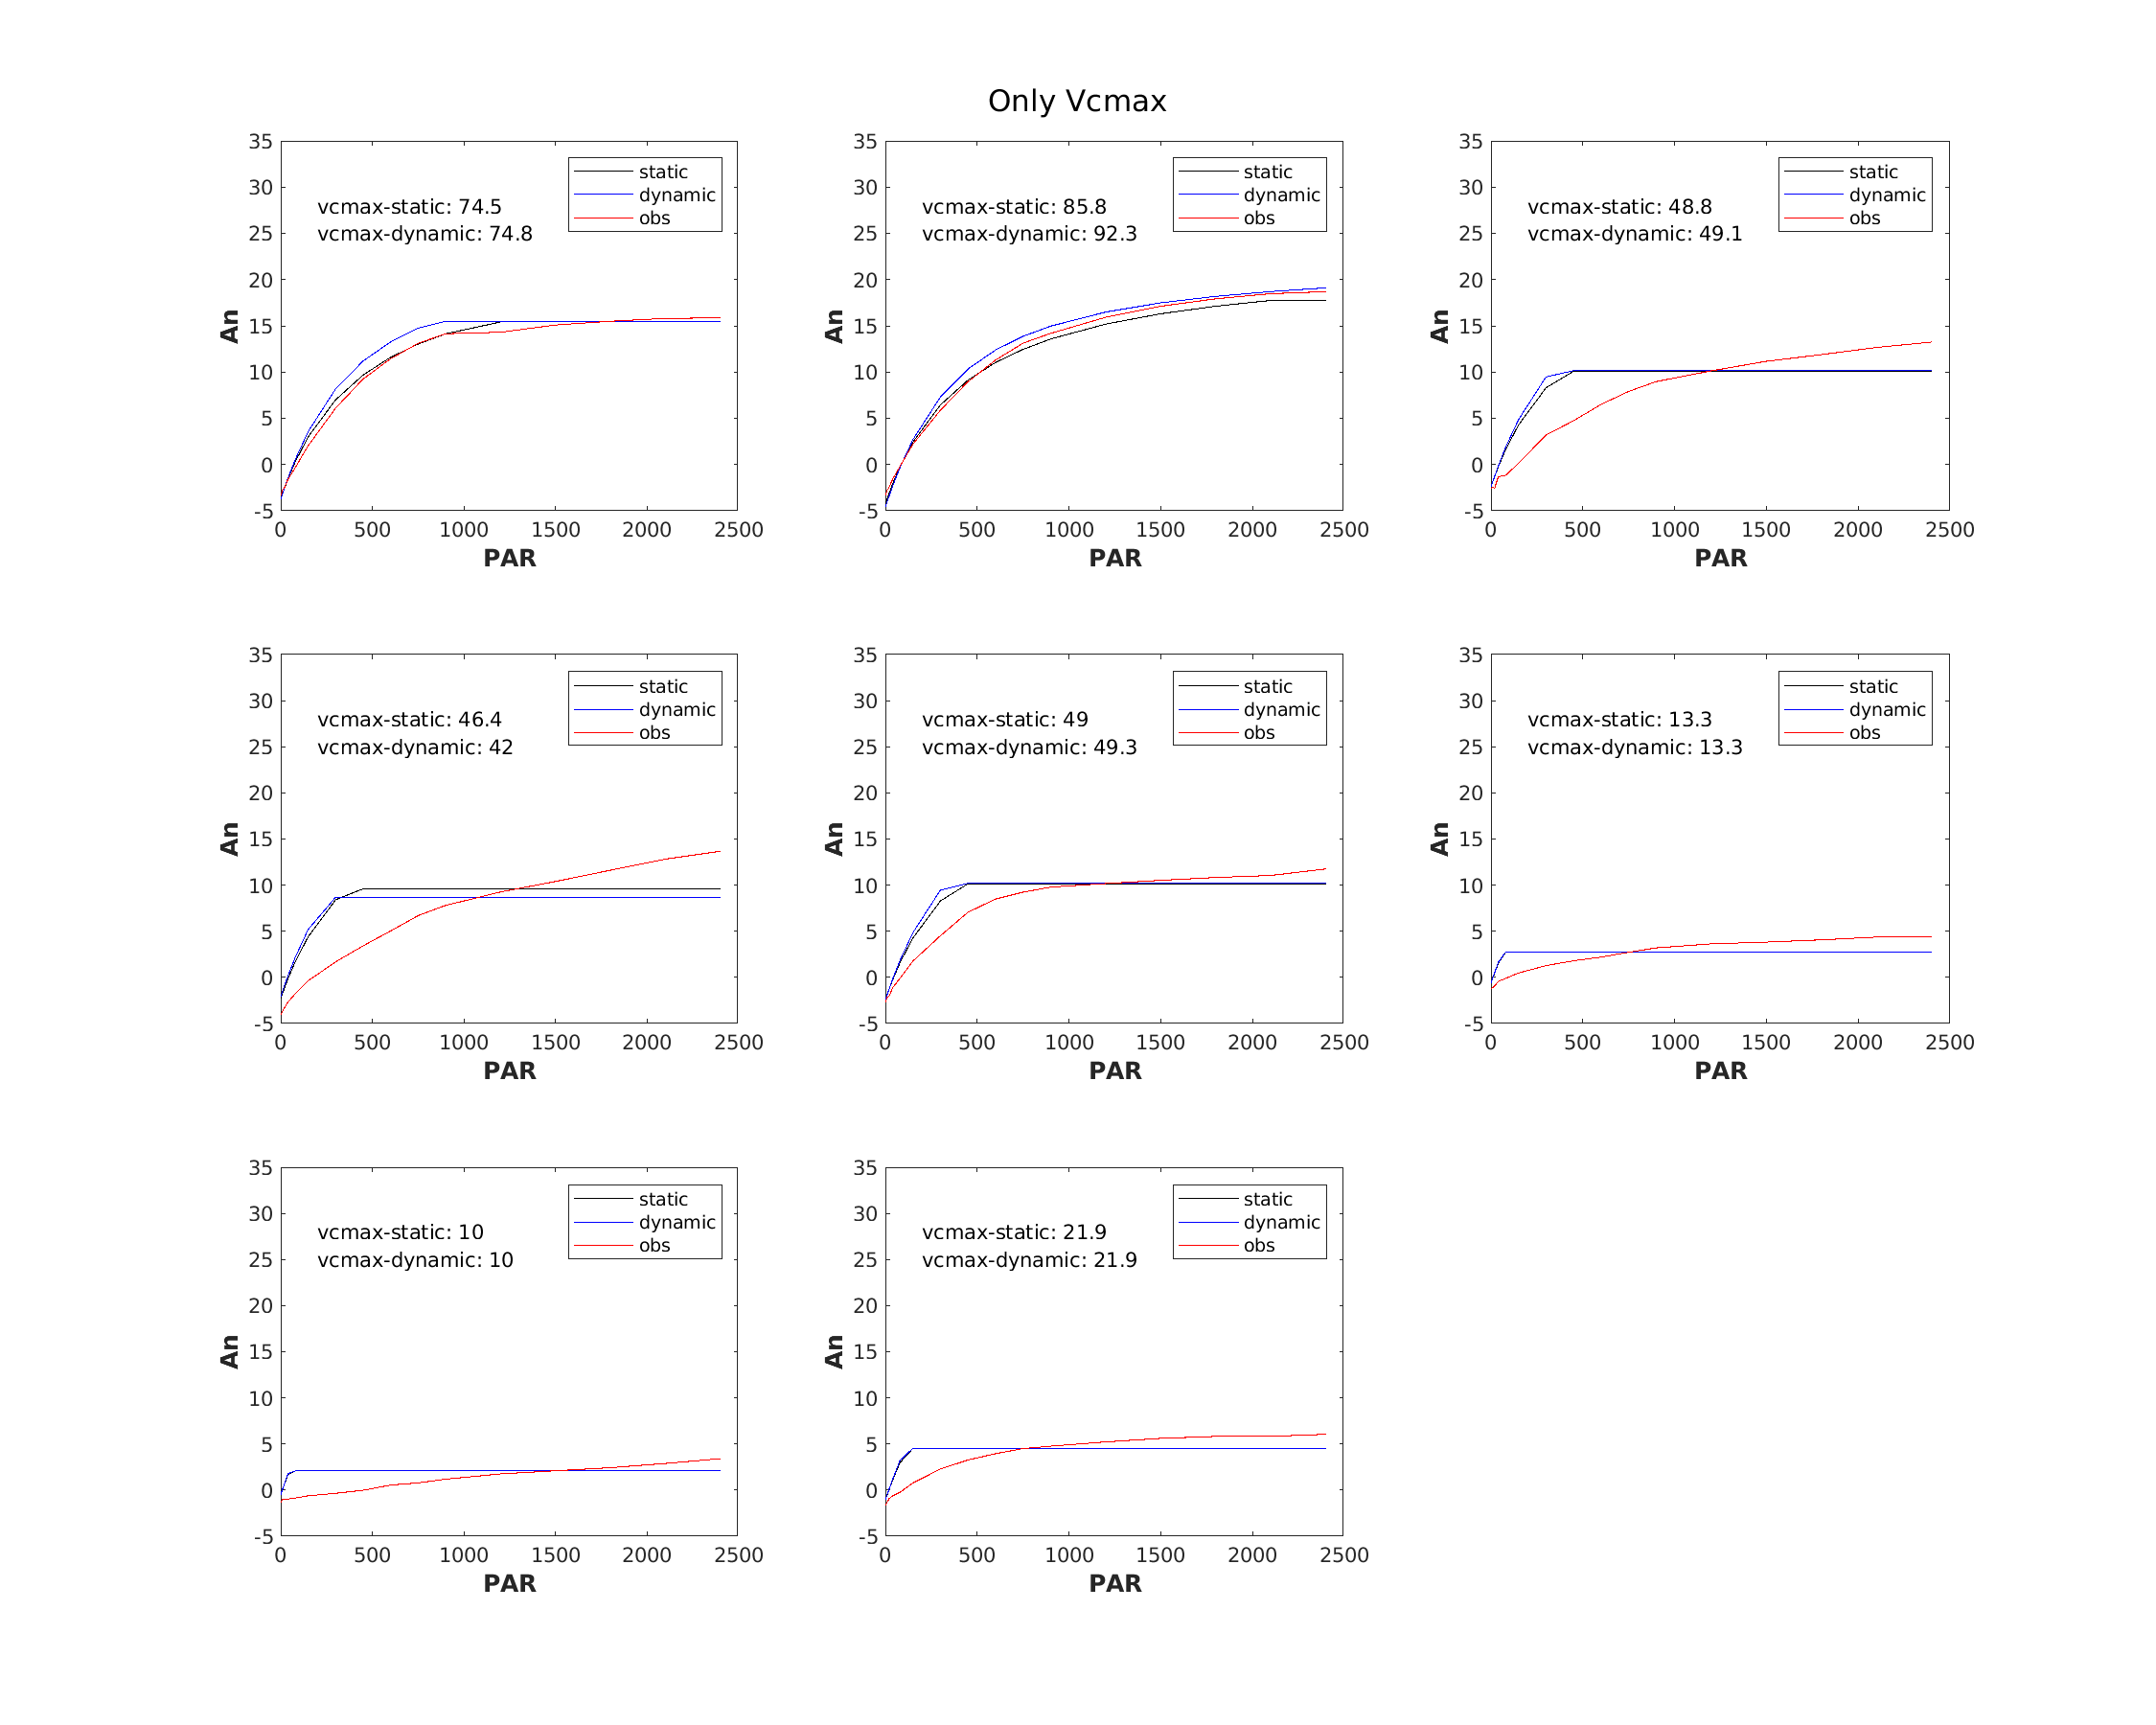 Only Vcmax
35
30
25
20
15
10
5
0
-5
An
vcmax-static: 74.5
vcmax-dynamic: 74.8
static
dynamic
obs
0 500 1000 1500 2000 2500
PAR
35
30
25
20
15
10
5
0
-5
An
vcmax-static: 85.8
vcmax-dynamic: 92.3
static
dynamic
obs
0 500 1000 1500 2000 2500
PAR
35
30
25
20
15
10
5
0
-5
An
vcmax-static: 48.8
vcmax-dynamic: 49.1
static
dynamic
obs
0 500 1000 1500 2000 2500
PAR
35
30
25
20
15
10
5
0
-5
An
vcmax-static: 46.4
vcmax-dynamic: 42
static
dynamic
obs
0 500 1000 1500 2000 2500
PAR
35
30
25
20
15
10
5
0
-5
An
vcmax-static: 49
vcmax-dynamic: 49.3
static
dynamic
obs
0 500 1000 1500 2000 2500
PAR
35
30
25
20
15
10
5
0
-5
An
vcmax-static: 13.3
vcmax-dynamic: 13.3
static
dynamic
obs
0 500 1000 1500 2000 2500
PAR
35
30
25
20
15
10
5
0
-5
An
vcmax-static: 10
vcmax-dynamic: 10
static
dynamic
obs
0 500 1000 1500 2000 2500
PAR
35
30
25
20
15
10
5
0
-5
An
vcmax-static: 21.9
vcmax-dynamic: 21.9
static
dynamic
obs
0 500 1000 1500 2000 2500
PAR